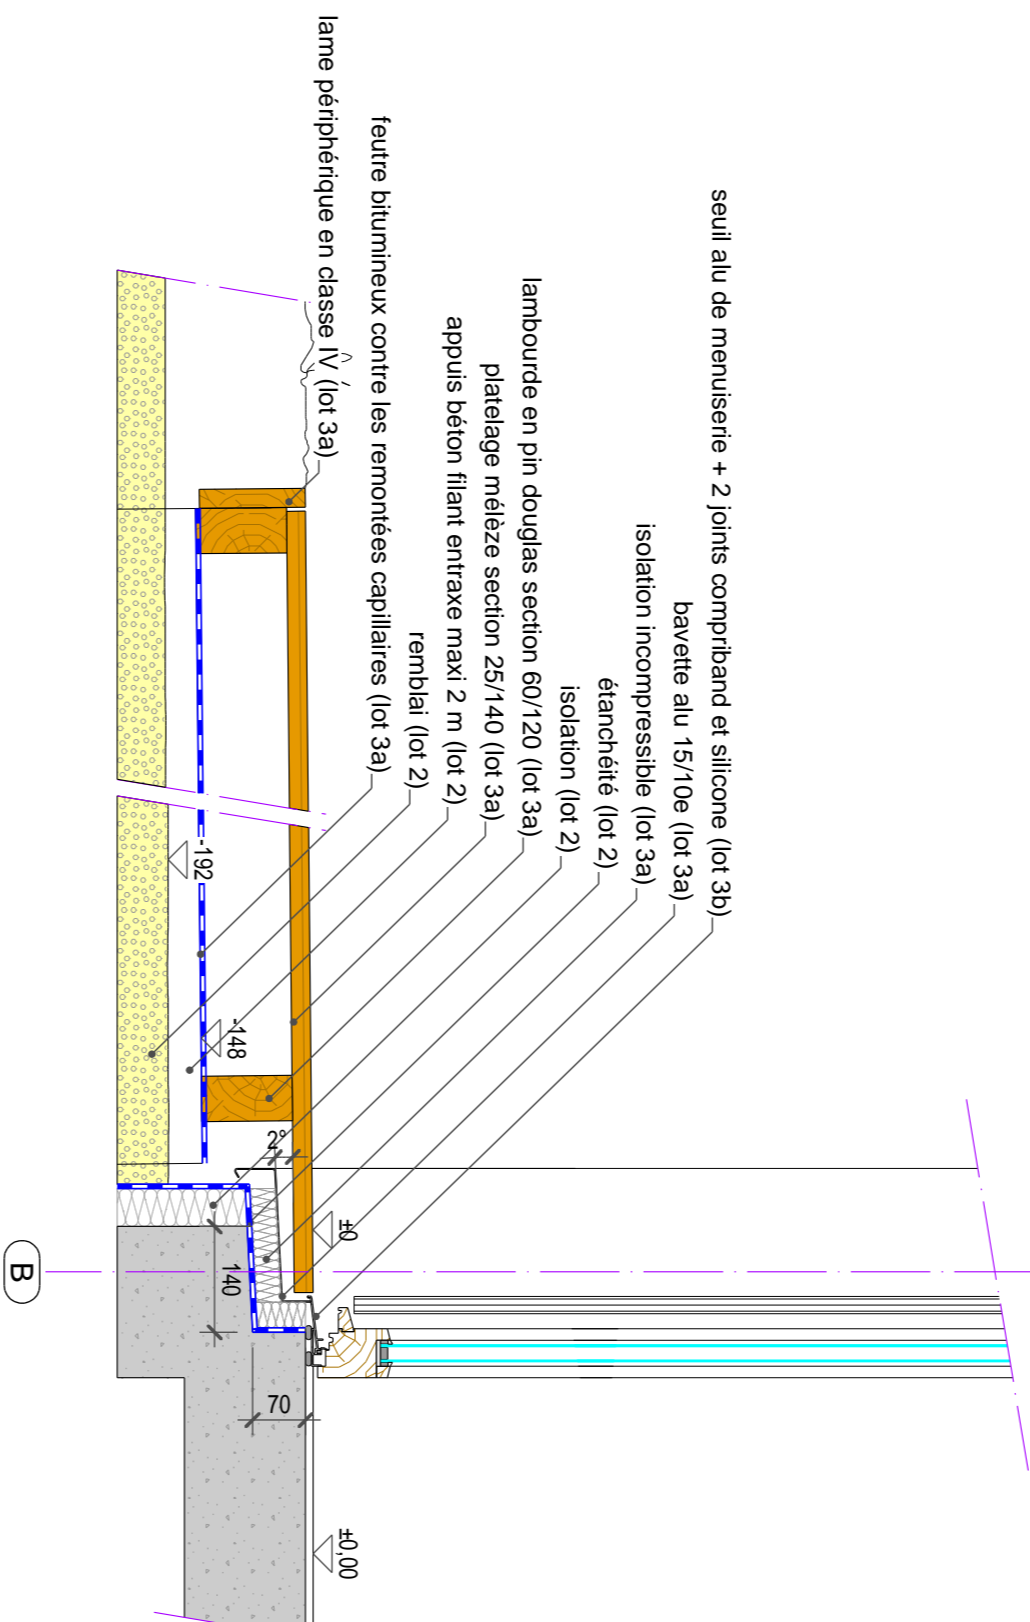 seuil alu de menuiserie + 2 joints compriband et silicone (lot 3b)
bavette alu 15/10e (lot 3a)
isolation incompressible (lot 3a)
étanchéité (lot 2)
isolation (lot 2)
lambourde en pin douglas section 60/120 (lot 3a)
platelage mélèze section 25/140 (lot 3a)
appuis béton filant entraxe maxi 2 m (lot 2)
remblai (lot 2)
feutre bitumineux contre les remontées capillaires (lot 3a)
lame périphérique en classe IV (lot 3a)
-192
-148
2°
±0
140
70
±0,00
B